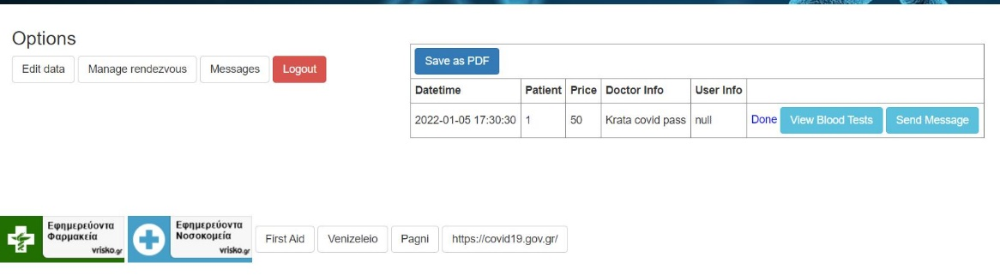 Options
Edit data Manage rendezvous Messages Logout
Save as PDF
Datetime Patient Price Doctor Info User Info
2022-01-05 17:30:30 1 50 Krata covid pass null Done View Blood Tests Send Message
Εφημερεύοντα
Φαρμακεία
vrisko.gr
Εφημερεύοντα
Νοσοκομεία
vrisko.gr
First Aid Venizeleio Pagni https://covid19.gov.gr/